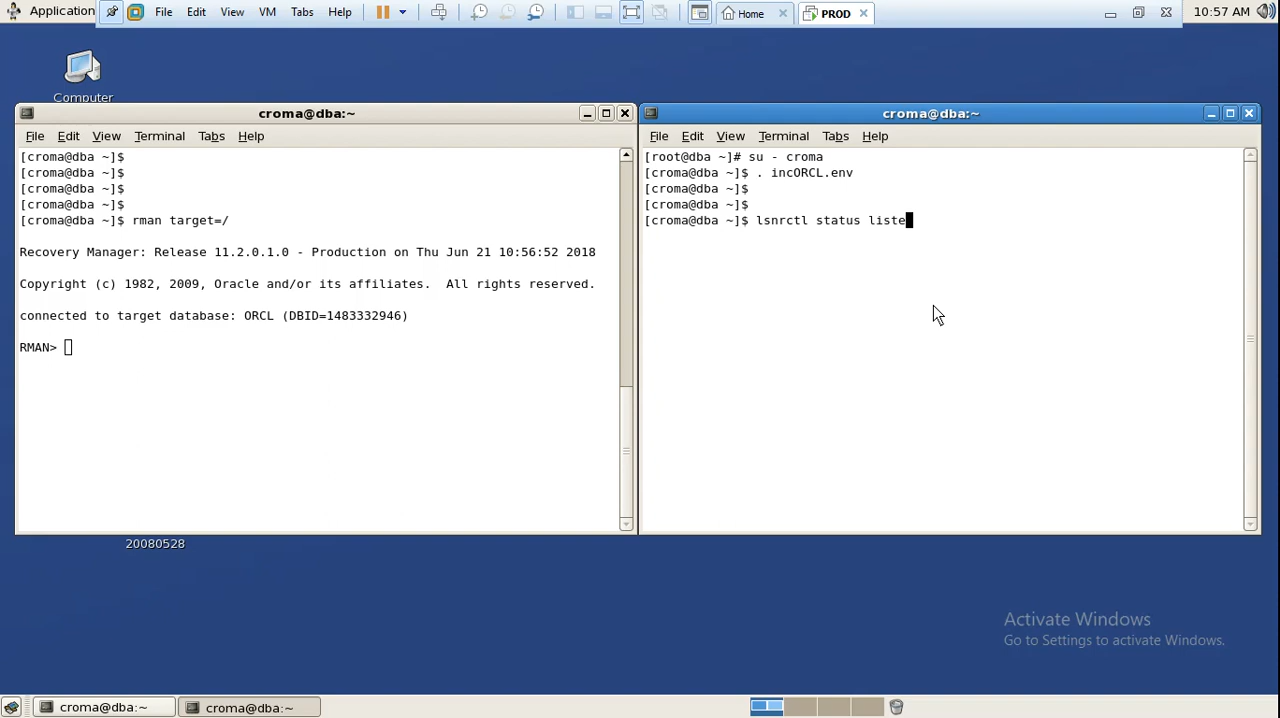 Application File Edit View VM Tabs Help Home PROD 10:57 AM
Computer
croma@dba:~
File Edit View Terminal Tabs Help
[croma@dba ~]$
[croma@dba ~]$
[croma@dba ~]$
[croma@dba ~]$
[croma@dba ~]$ rman target=/
Recovery Manager: Release 11.2.0.1.0 - Production on Thu Jun 21 10:56:52 2018
Copyright (c) 1982, 2009, Oracle and/or its affiliates.  All rights reserved.
connected to target database: ORCL (DBID=1483332946)
RMAN>
croma@dba:~
File Edit View Terminal Tabs Help
[root@dba ~]# su - croma
[croma@dba ~]$ . incORCL.env
[croma@dba ~]$
[croma@dba ~]$
[croma@dba ~]$ lsnrctl status liste
20080528
Activate Windows
Go to Settings to activate Windows.
croma@dba:~ croma@dba:~